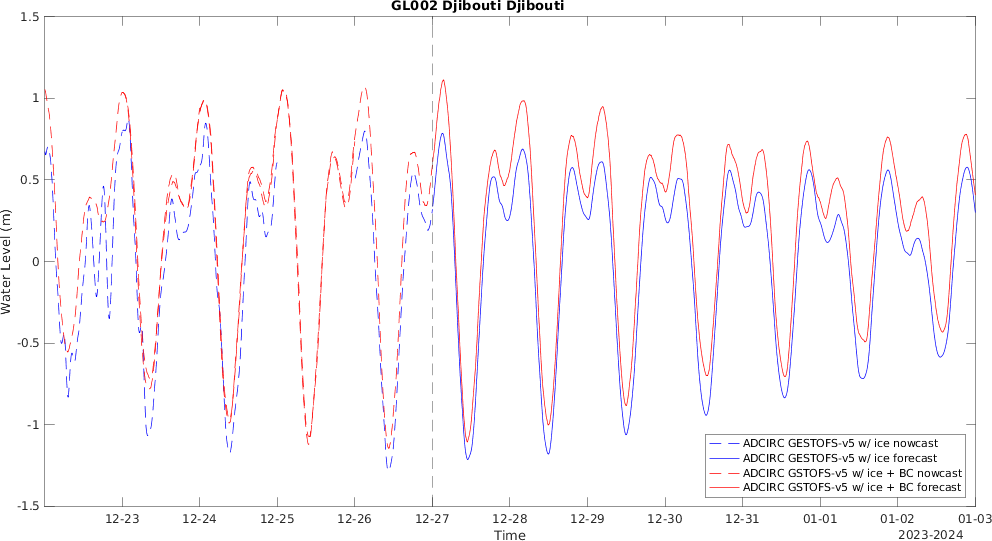 GL002 Djibouti Djibouti
1.5
1
0.5
0
-0.5
-1
-1.5
Water Level (m)
ADCIRC GESTOFS-v5 w/ ice nowcast
ADCIRC GESTOFS-v5 w/ ice forecast
ADCIRC GSTOFS-v5 w/ ice + BC nowcast
ADCIRC GSTOFS-v5 w/ ice + BC forecast
12-23 12-24 12-25 12-26 12-27 12-28 12-29 12-30 12-31 01-01 01-02 01-03
Time
2023-2024